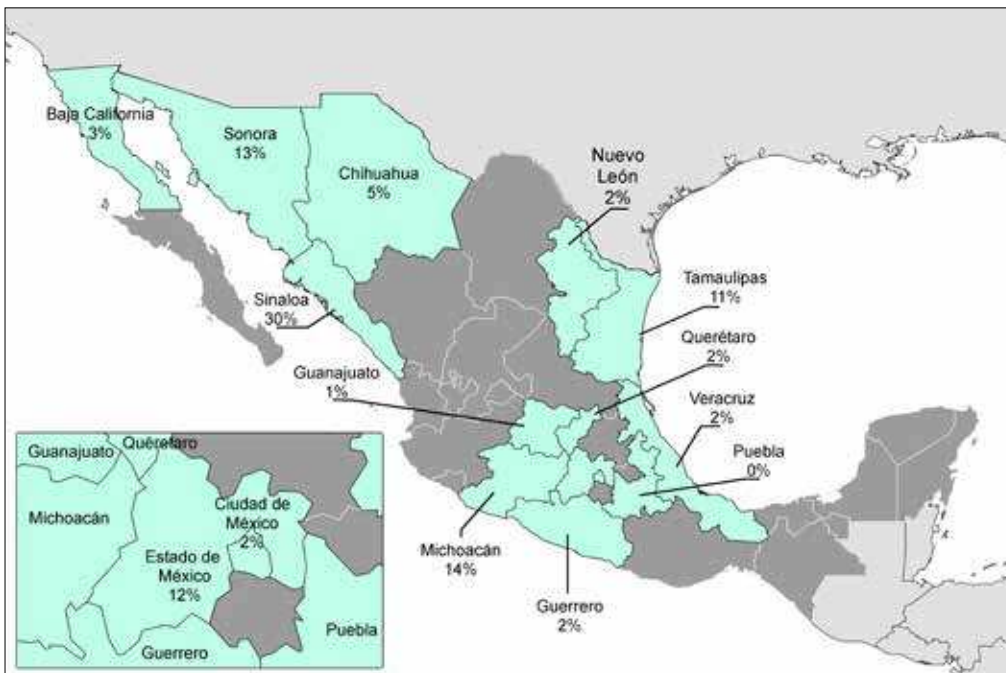 Baja California
3%
Sonora
13%
Chihuahua
5%
Nuevo
León
2%
Sinaloa
30%
Tamaulipas
11%
Querétaro
2%
Guanajuato
1%
Veracruz
2%
Puebla
0%
Michoacán
14%
Guerrero
2%
Guanajuato
Quéretaro
Michoacán
Ciudad de
México
2%
Estado de
México
12%
Guerrero
Puebla